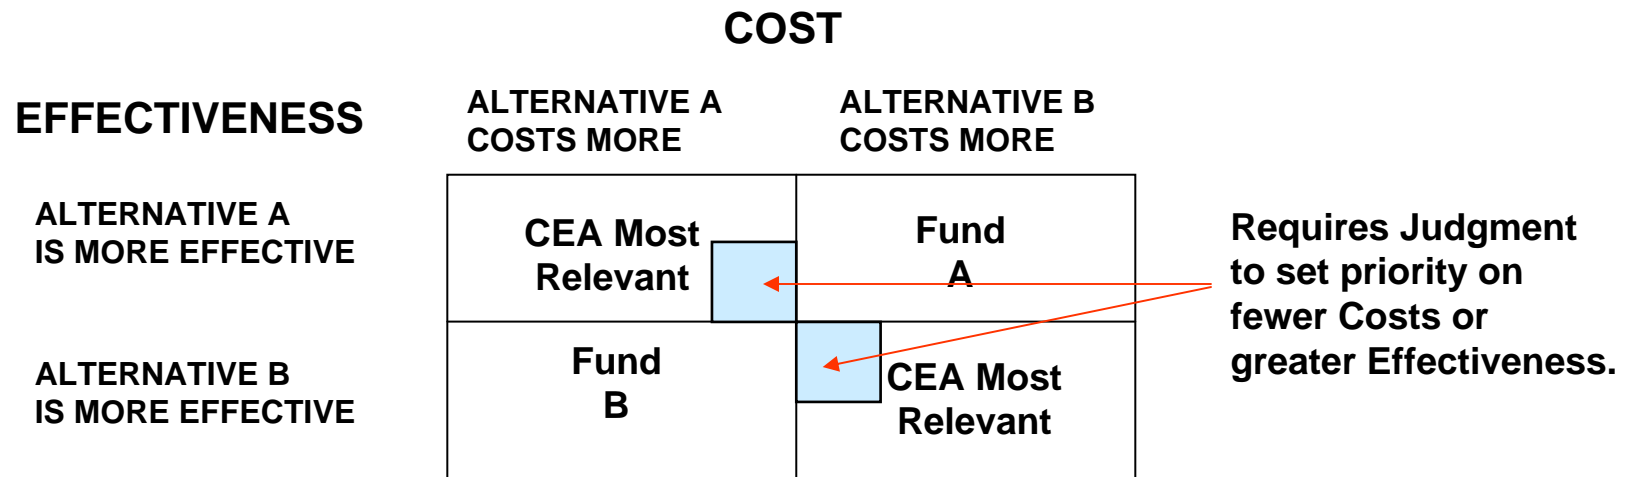 COST
EFFECTIVENESS
ALTERNATIVE A
COSTS MORE
ALTERNATIVE B
COSTS MORE
ALTERNATIVE A
IS MORE EFFECTIVE
CEA Most
Relevant
Fund
A
Requires Judgment
to set priority on
fewer Costs or
greater Effectiveness.
ALTERNATIVE B
IS MORE EFFECTIVE
Fund
B
CEA Most
Relevant